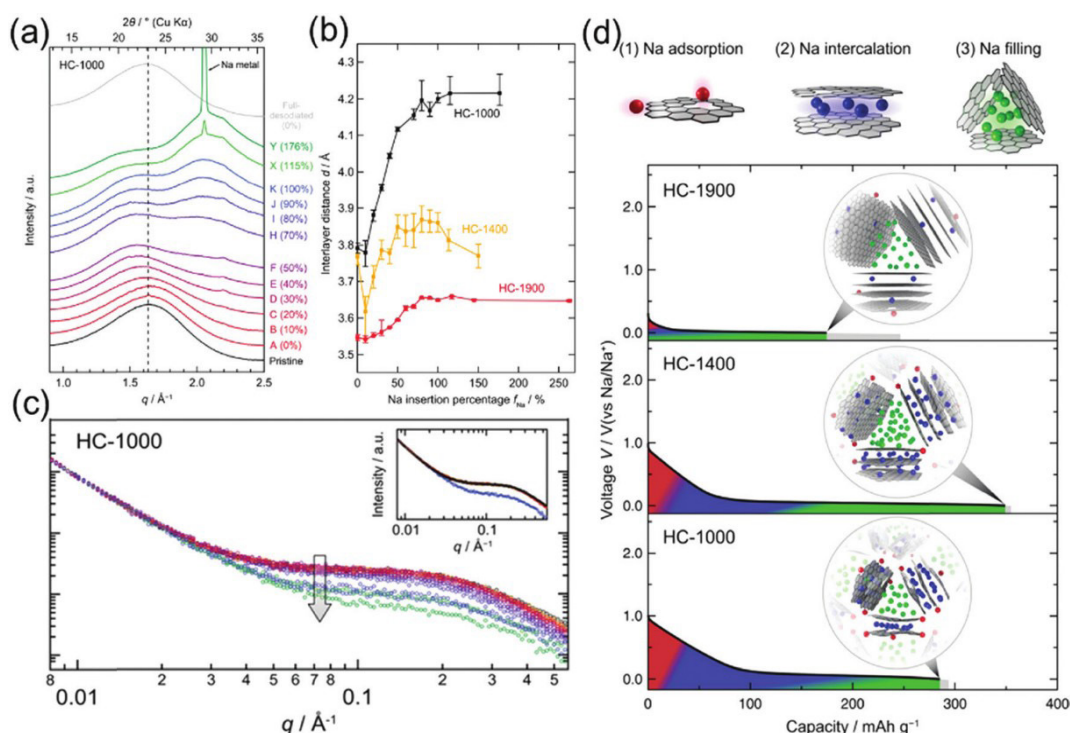 (a)
2θ / ° (Cu Kα)
15 20 25 30 35
HC-1000
Na metal
Full-desodiated (0%)
Y (176%)
X (115%)
K (100%)
J (90%)
I (80%)
H (70%)
F (50%)
E (40%)
D (30%)
C (20%)
B (10%)
A (0%)
Pristine
Intensity / a.u.
1.0 1.5 2.0 2.5
q / Å⁻¹
(b)
Interlayer distance d / Å
4.2
4.1
4.0
3.9
3.8
3.7
3.6
3.5
HC-1000
HC-1400
HC-1900
0 50 100 150 200 250
Na insertion percentage fNa / %
(c)
HC-1000
Intensity / a.u.
0.01 0.1
q / Å⁻¹
8 2 3 4 5 6 7 8 2 3 4 5
0.01 0.1
q / Å⁻¹
(d)
(1) Na adsorption
(2) Na intercalation
(3) Na filling
Voltage V / V(vs Na/Na⁺)
HC-1900
2.0
1.0
0.0
HC-1400
2.0
1.0
0.0
HC-1000
2.0
1.0
0.0
0 100 200 300 400
Capacity / mAh g⁻¹